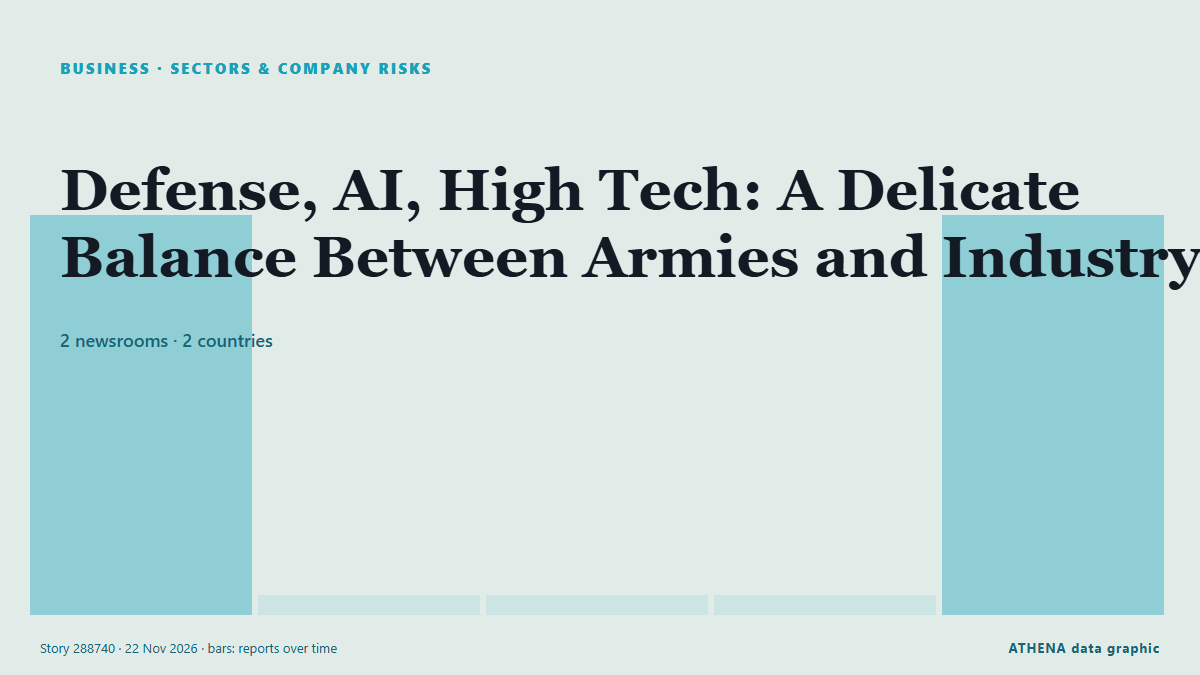 BUSINESS · SECTORS & COMPANY RISKS
Defense, AI, High Tech: A Delicate
Balance Between Armies and Industry
2 newsrooms · 2 countries
Story 288740 · 22 Nov 2026 · bars: reports over time
ATHENA data graphic